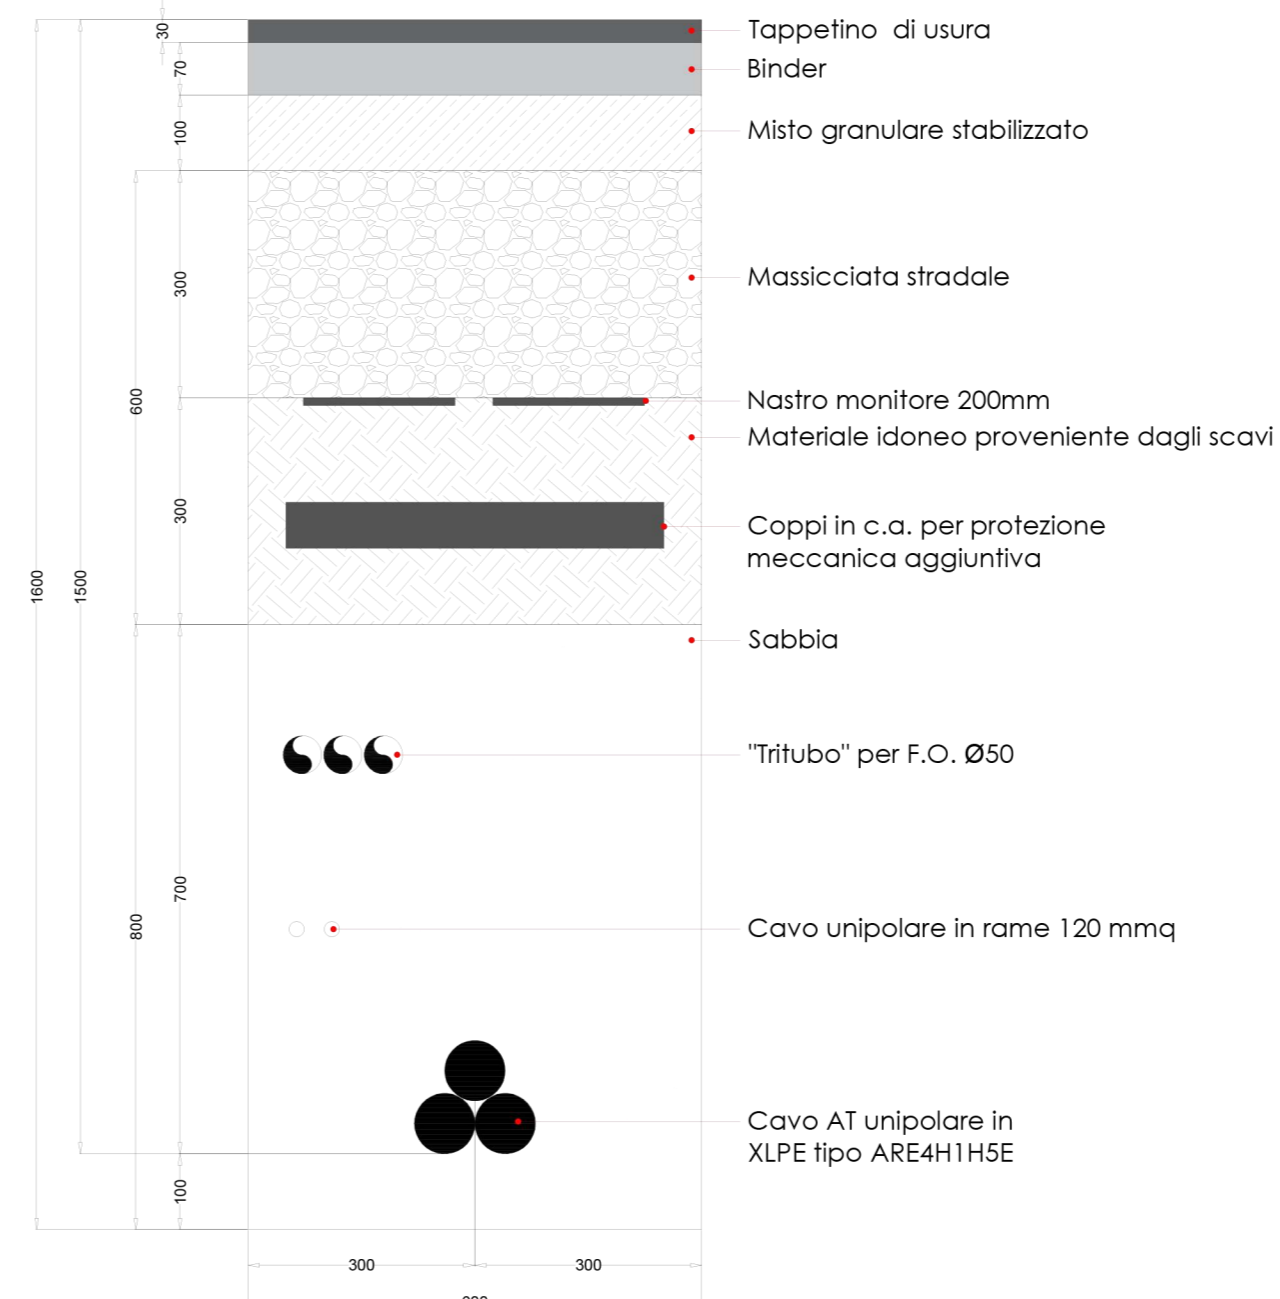 30
Tappetino di usura
70
Binder
100
Misto granulare stabilizzato
300
Massicciata stradale
600
Nastro monitore 200mm
Materiale idoneo proveniente dagli scavi
300
Coppi in c.a. per protezione
meccanica aggiuntiva
1600
1500
Sabbia
"Tritubo" per F.O. Ø50
700
800
Cavo unipolare in rame 120 mmq
Cavo AT unipolare in
XLPE tipo ARE4H1H5E
100
300
300